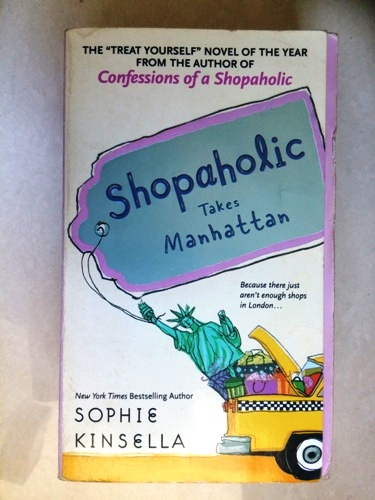 THE "TREAT YOURSELF" NOVEL OF THE YEAR
FROM THE AUTHOR OF
Confessions of a Shopaholic
Shopaholic
Takes
Manhattan
Because there just
aren't enough shops
in London...
New York Times Bestselling Author
SOPHIE
KINSELLA